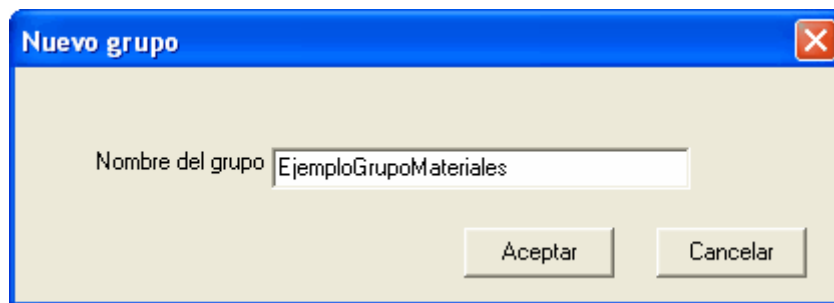 Nuevo grupo
Nombre del grupo EjemploGrupoMateriales
Aceptar Cancelar